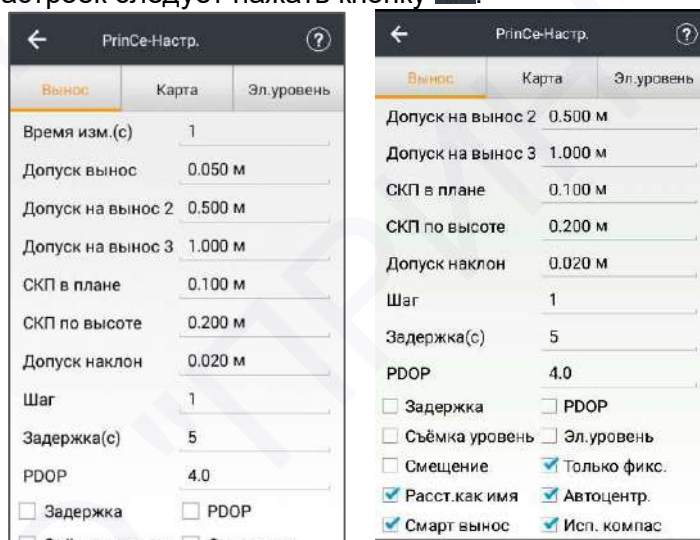 астроек следует нажать кнопку
PrinCe-Настр. ?
Вынос Карта Эл.уровень
Время изм.(с) 1
Допуск вынос 0.050 м
Допуск на вынос 2 0.500 м
Допуск на вынос 3 1.000 м
СКП в плане 0.100 м
СКП по высоте 0.200 м
Допуск наклон 0.020 м
Шаг 1
Задержка(с) 5
PDOP 4.0
Задержка PDOP
PrinCe-Настр. ?
Вынос Карта Эл.уровень
Допуск на вынос 2 0.500 м
Допуск на вынос 3 1.000 м
СКП в плане 0.100 м
СКП по высоте 0.200 м
Допуск наклон 0.020 м
Шаг 1
Задержка(с) 5
PDOP 4.0
Задержка PDOP
Съёмка уровень Эл.уровень
Смещение Только фикс.
Расст.как имя Автоцентр.
Смарт вынос Исп. компас